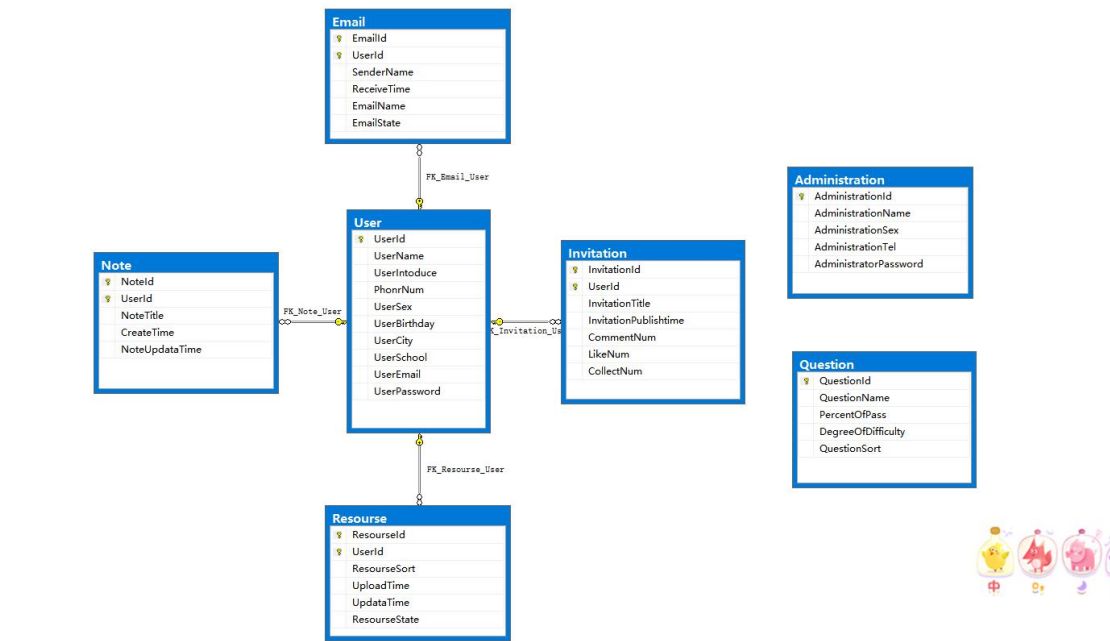 Email
EmailId
UserId
SenderName
ReceiveTime
EmailName
EmailState
FK_Email_User
Administration
AdministrationId
AdministrationName
AdministrationSex
AdministrationTel
AdministratorPassword
User
UserId
UserName
UserIntoduce
PhonrNum
UserSex
UserBirthday
UserCity
UserSchool
UserEmail
UserPassword
Note
NoteId
UserId
NoteTitle
CreateTime
NoteUpdataTime
FK_Note_User
Invitation
InvitationId
UserId
InvitationTitle
InvitationPublishtime
CommentNum
LikeNum
CollectNum
K_Invitation_Us
Question
QuestionId
QuestionName
PercentOfPass
DegreeOfDifficulty
QuestionSort
FK_Resourse_User
Resourse
ResourseId
UserId
ResourseSort
UploadTime
UpdataTime
ResourseState
中